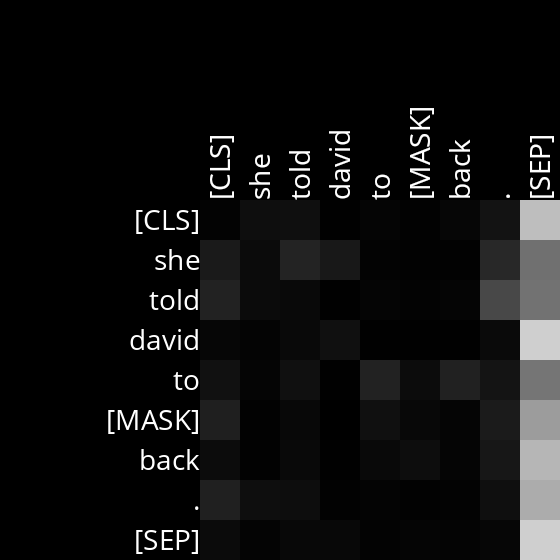 [CLS] she told david to [MASK] back . [SEP]
[CLS]
she
told
david
to
[MASK]
back
.
[SEP]